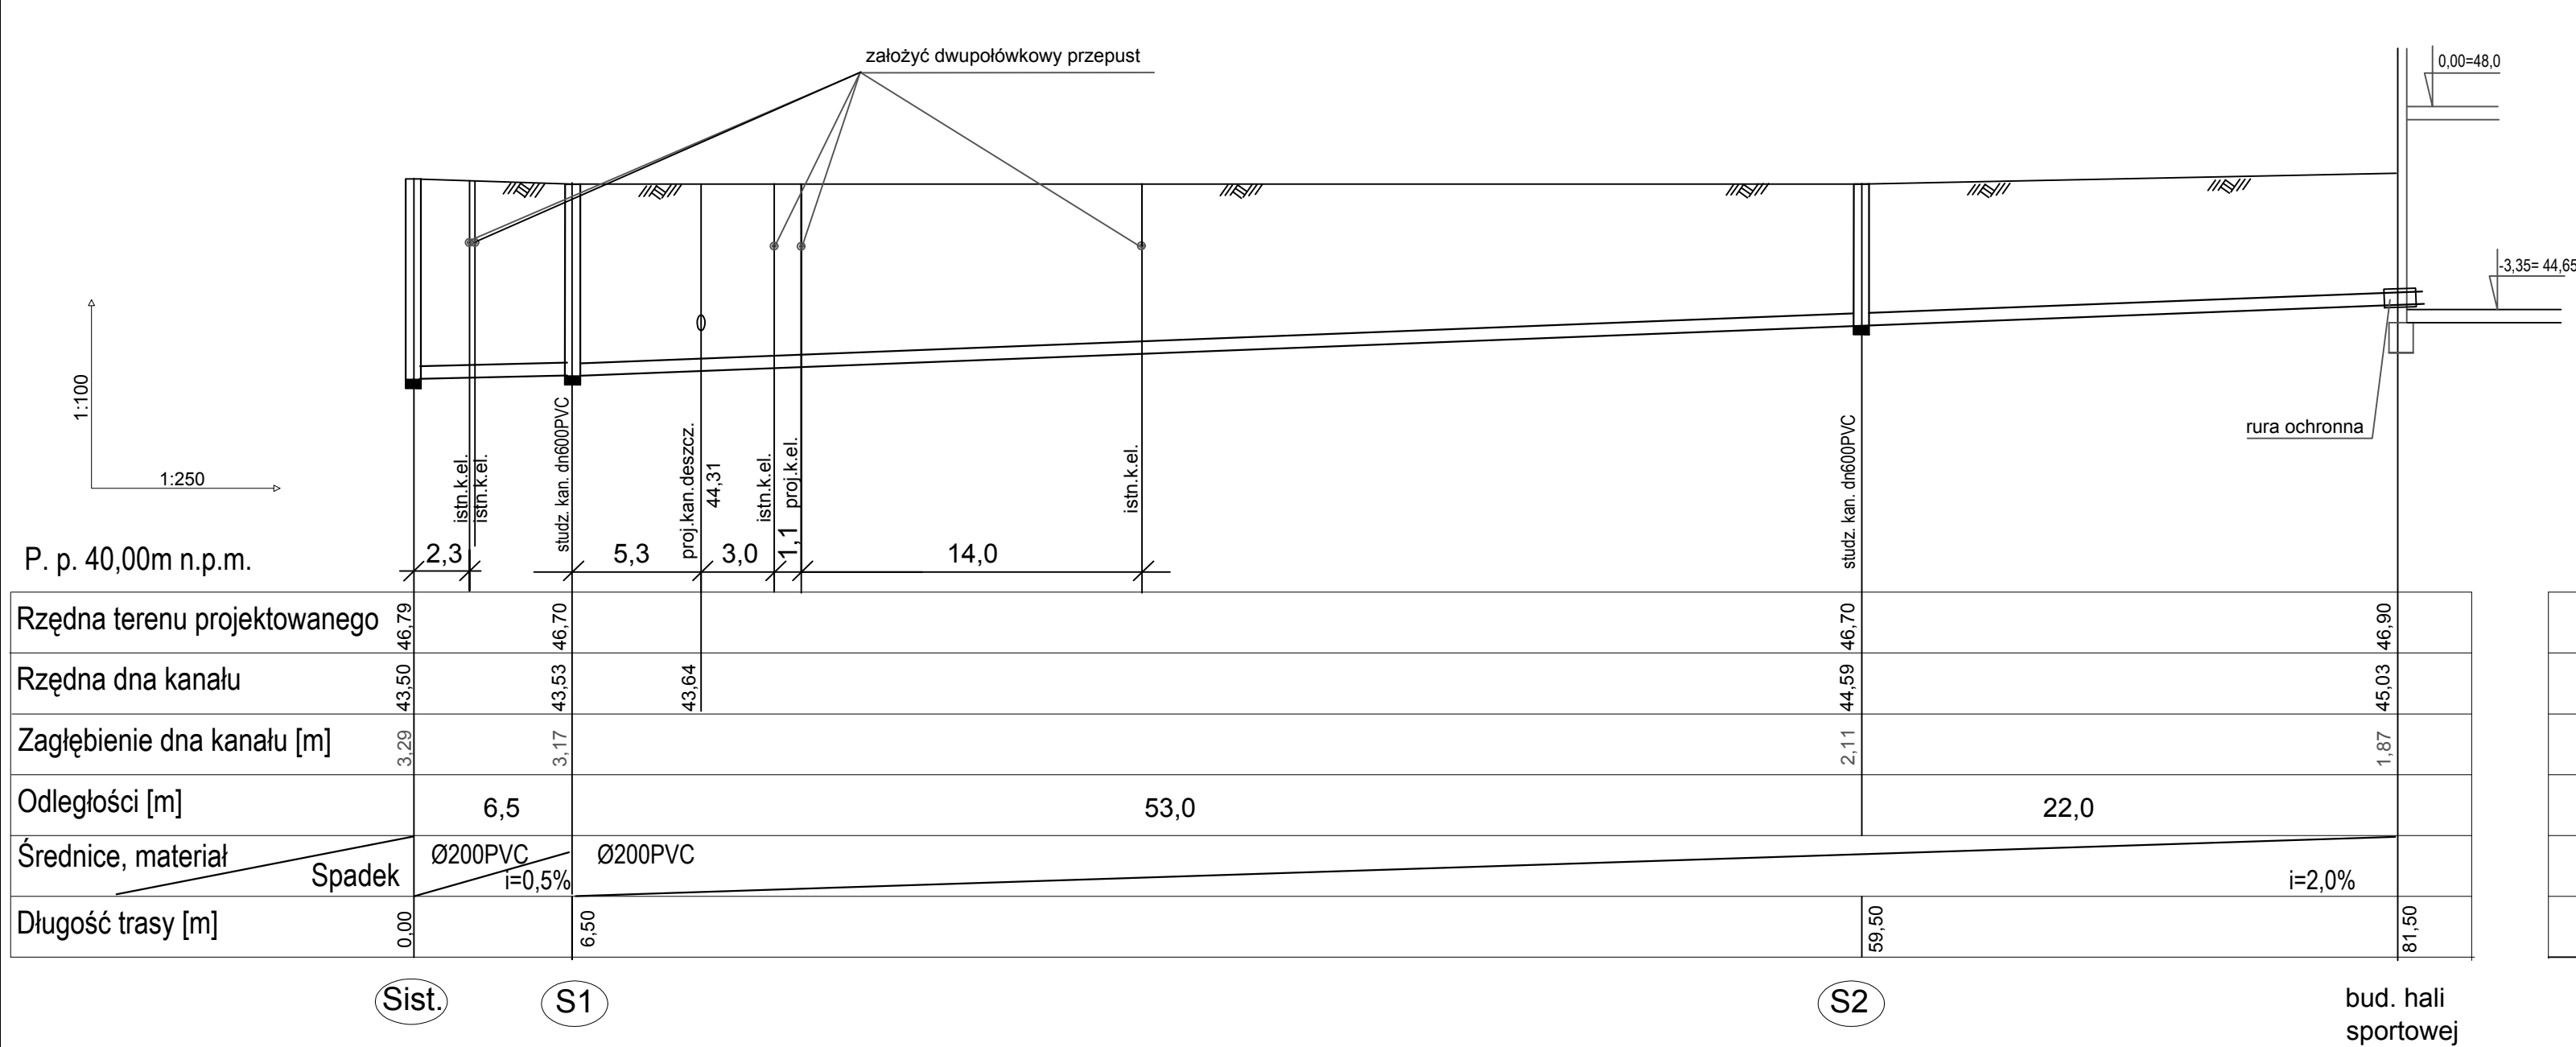 założyć dwupołówkowy przepust
0,00=48,0
-3,35= 44,65
1:100
1:250
rura ochronna
istn.k.el.
istn.k.el.
studz. kan. dn600PVC
proj.kan.deszcz.
44,31
istn.k.el.
proj.k.el.
istn.k.el.
studz. kan. dn600PVC
P. p. 40,00m n.p.m.
2,3
5,3
3,0
1,1
14,0
Rzędna terenu projektowanego 46,79 46,70 46,70 46,90
Rzędna dna kanału 43,50 43,53 43,64 44,59 45,03
Zagłębienie dna kanału [m] 3,29 3,17 2,11 1,87
Odległości [m] 6,5 53,0 22,0
Średnice, materiał Ø200PVC Ø200PVC
Spadek i=0,5% i=2,0%
Długość trasy [m] 0,00 6,50 59,50 81,50
Sist. S1 S2 bud. hali
sportowej